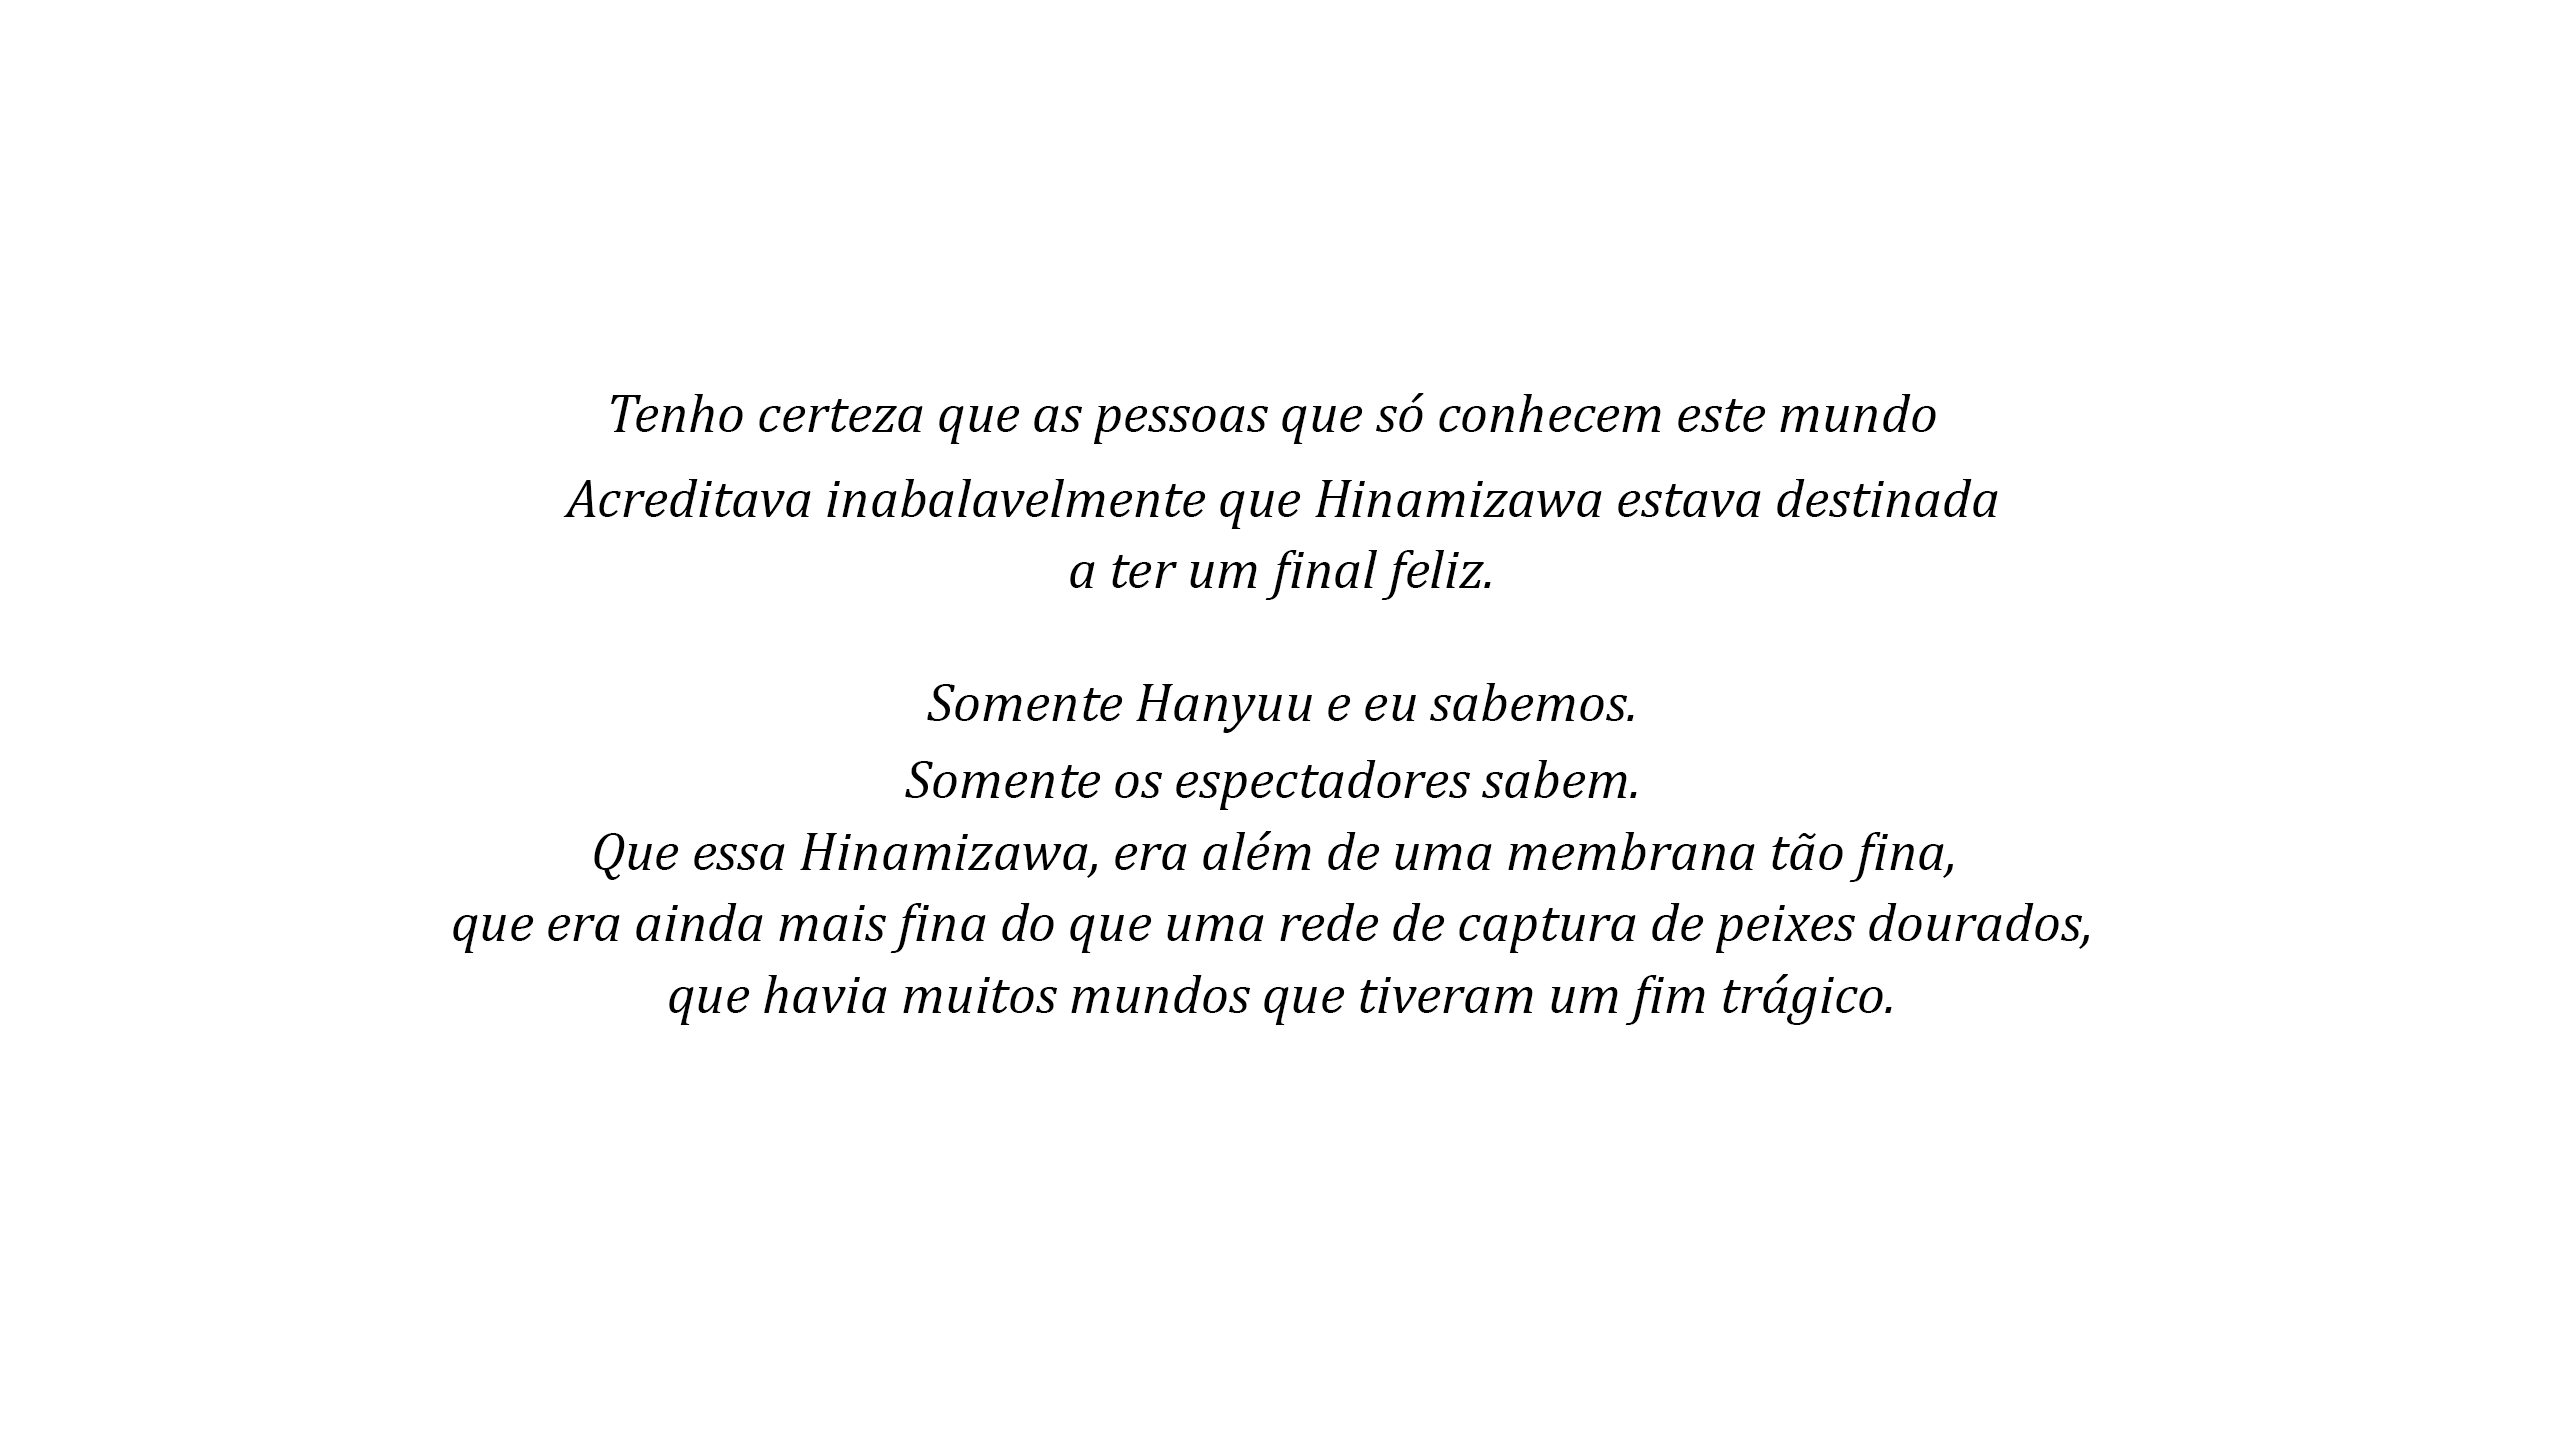 Tenho certeza que as pessoas que só conhecem este mundo
Acreditava inabalavelmente que Hinamizawa estava destinada
a ter um final feliz.
Somente Hanyuu e eu sabemos.
Somente os espectadores sabem.
Que essa Hinamizawa, era além de uma membrana tão fina,
que era ainda mais fina do que uma rede de captura de peixes dourados,
que havia muitos mundos que tiveram um fim trágico.